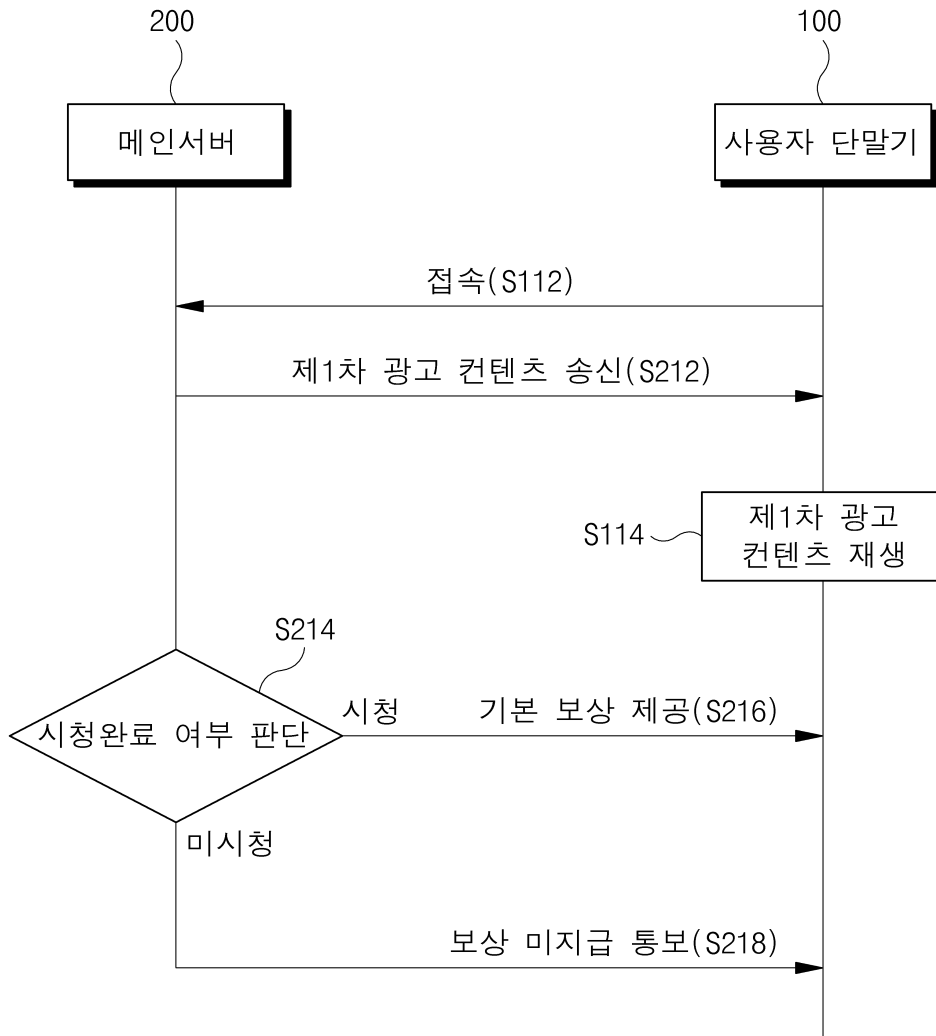 200
100
메인서버
사용자 단말기
접속(S112)
제1차 광고 컨텐츠 송신(S212)
제1차 광고
컨텐츠 재생
S114
S214
시청완료 여부 판단
시청
기본 보상 제공(S216)
미시청
보상 미지급 통보(S218)